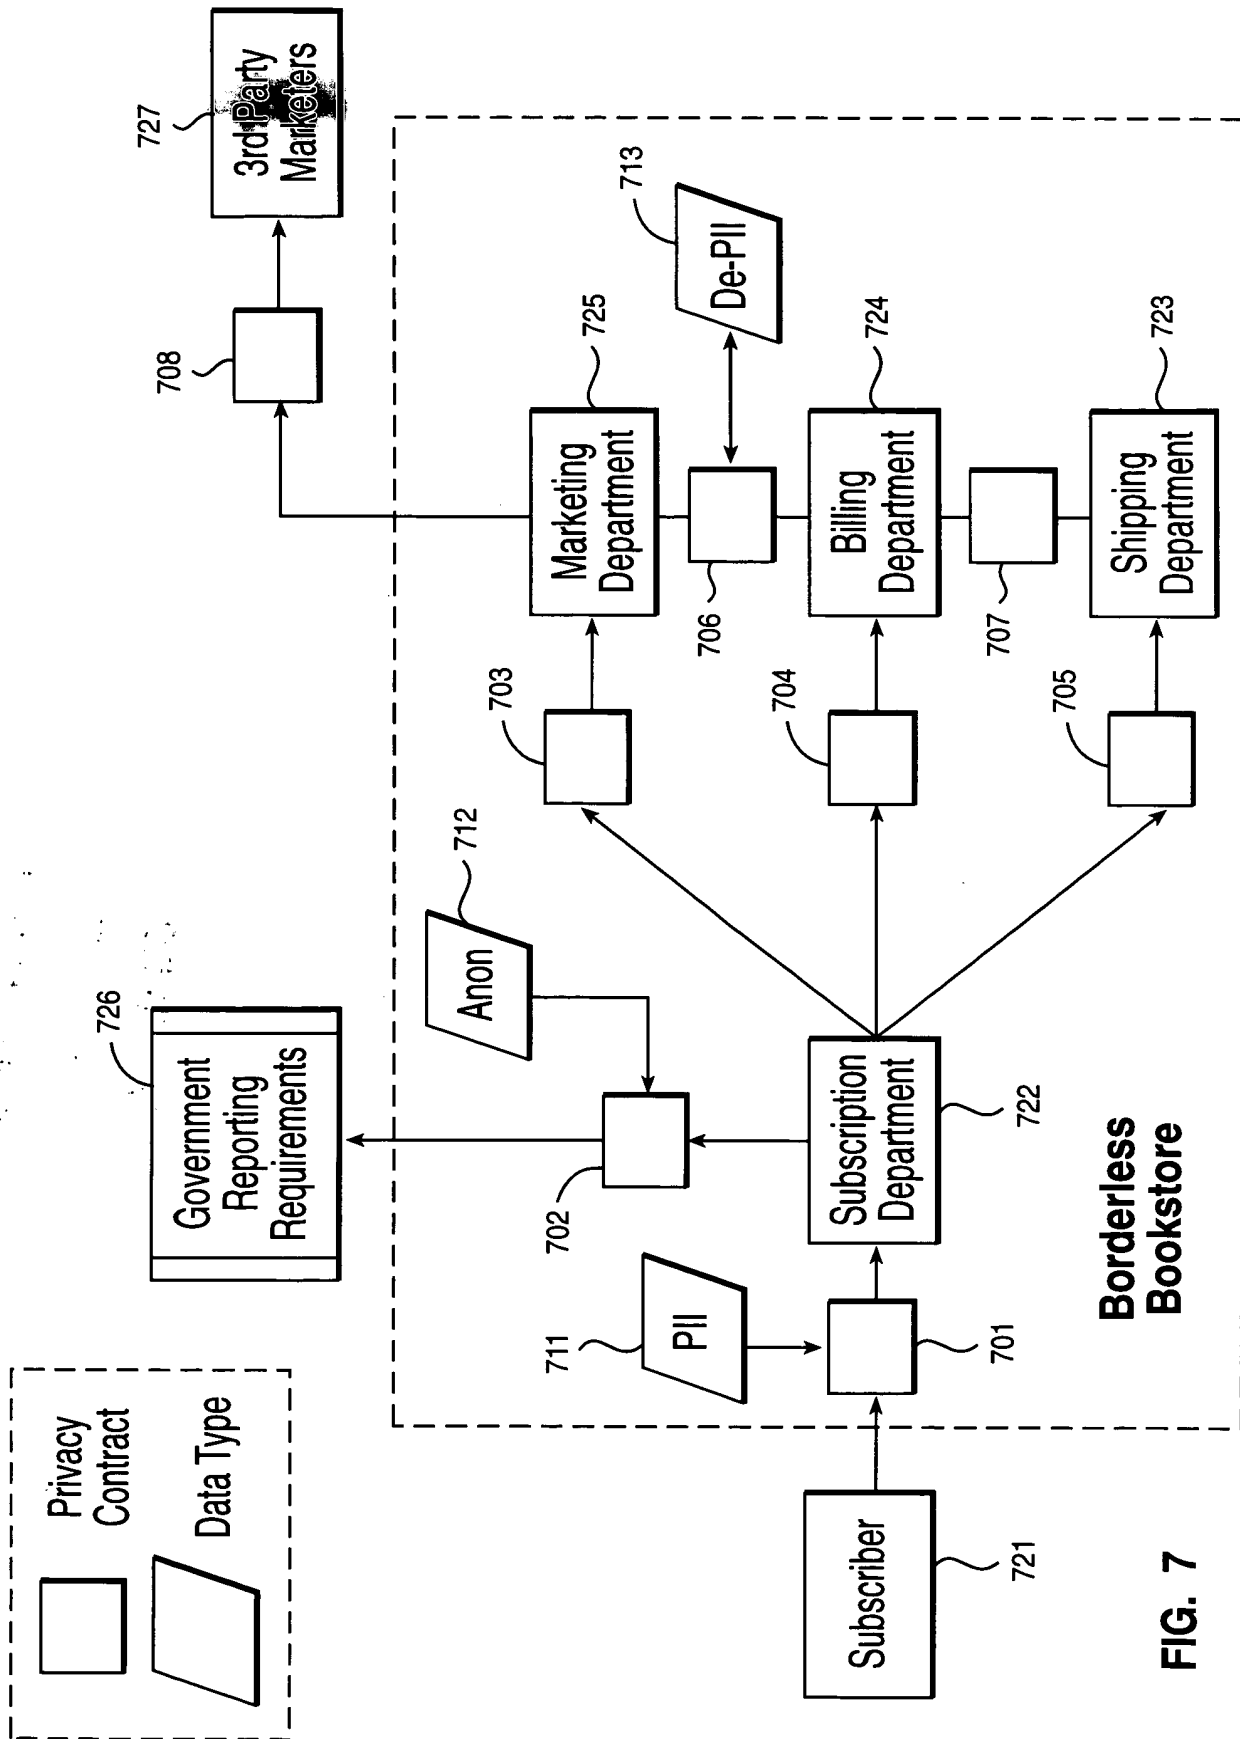 Privacy
Contract
Data Type
726
Government
Reporting
Requirements
727
3rd Party
Marketers
708
712
Anon
702
711
PII
701
Subscriber
721
Subscription
Department
722
703
704
705
Marketing
Department
725
706
De-PII
713
Billing
Department
724
707
Shipping
Department
723
Borderless
Bookstore
FIG. 7